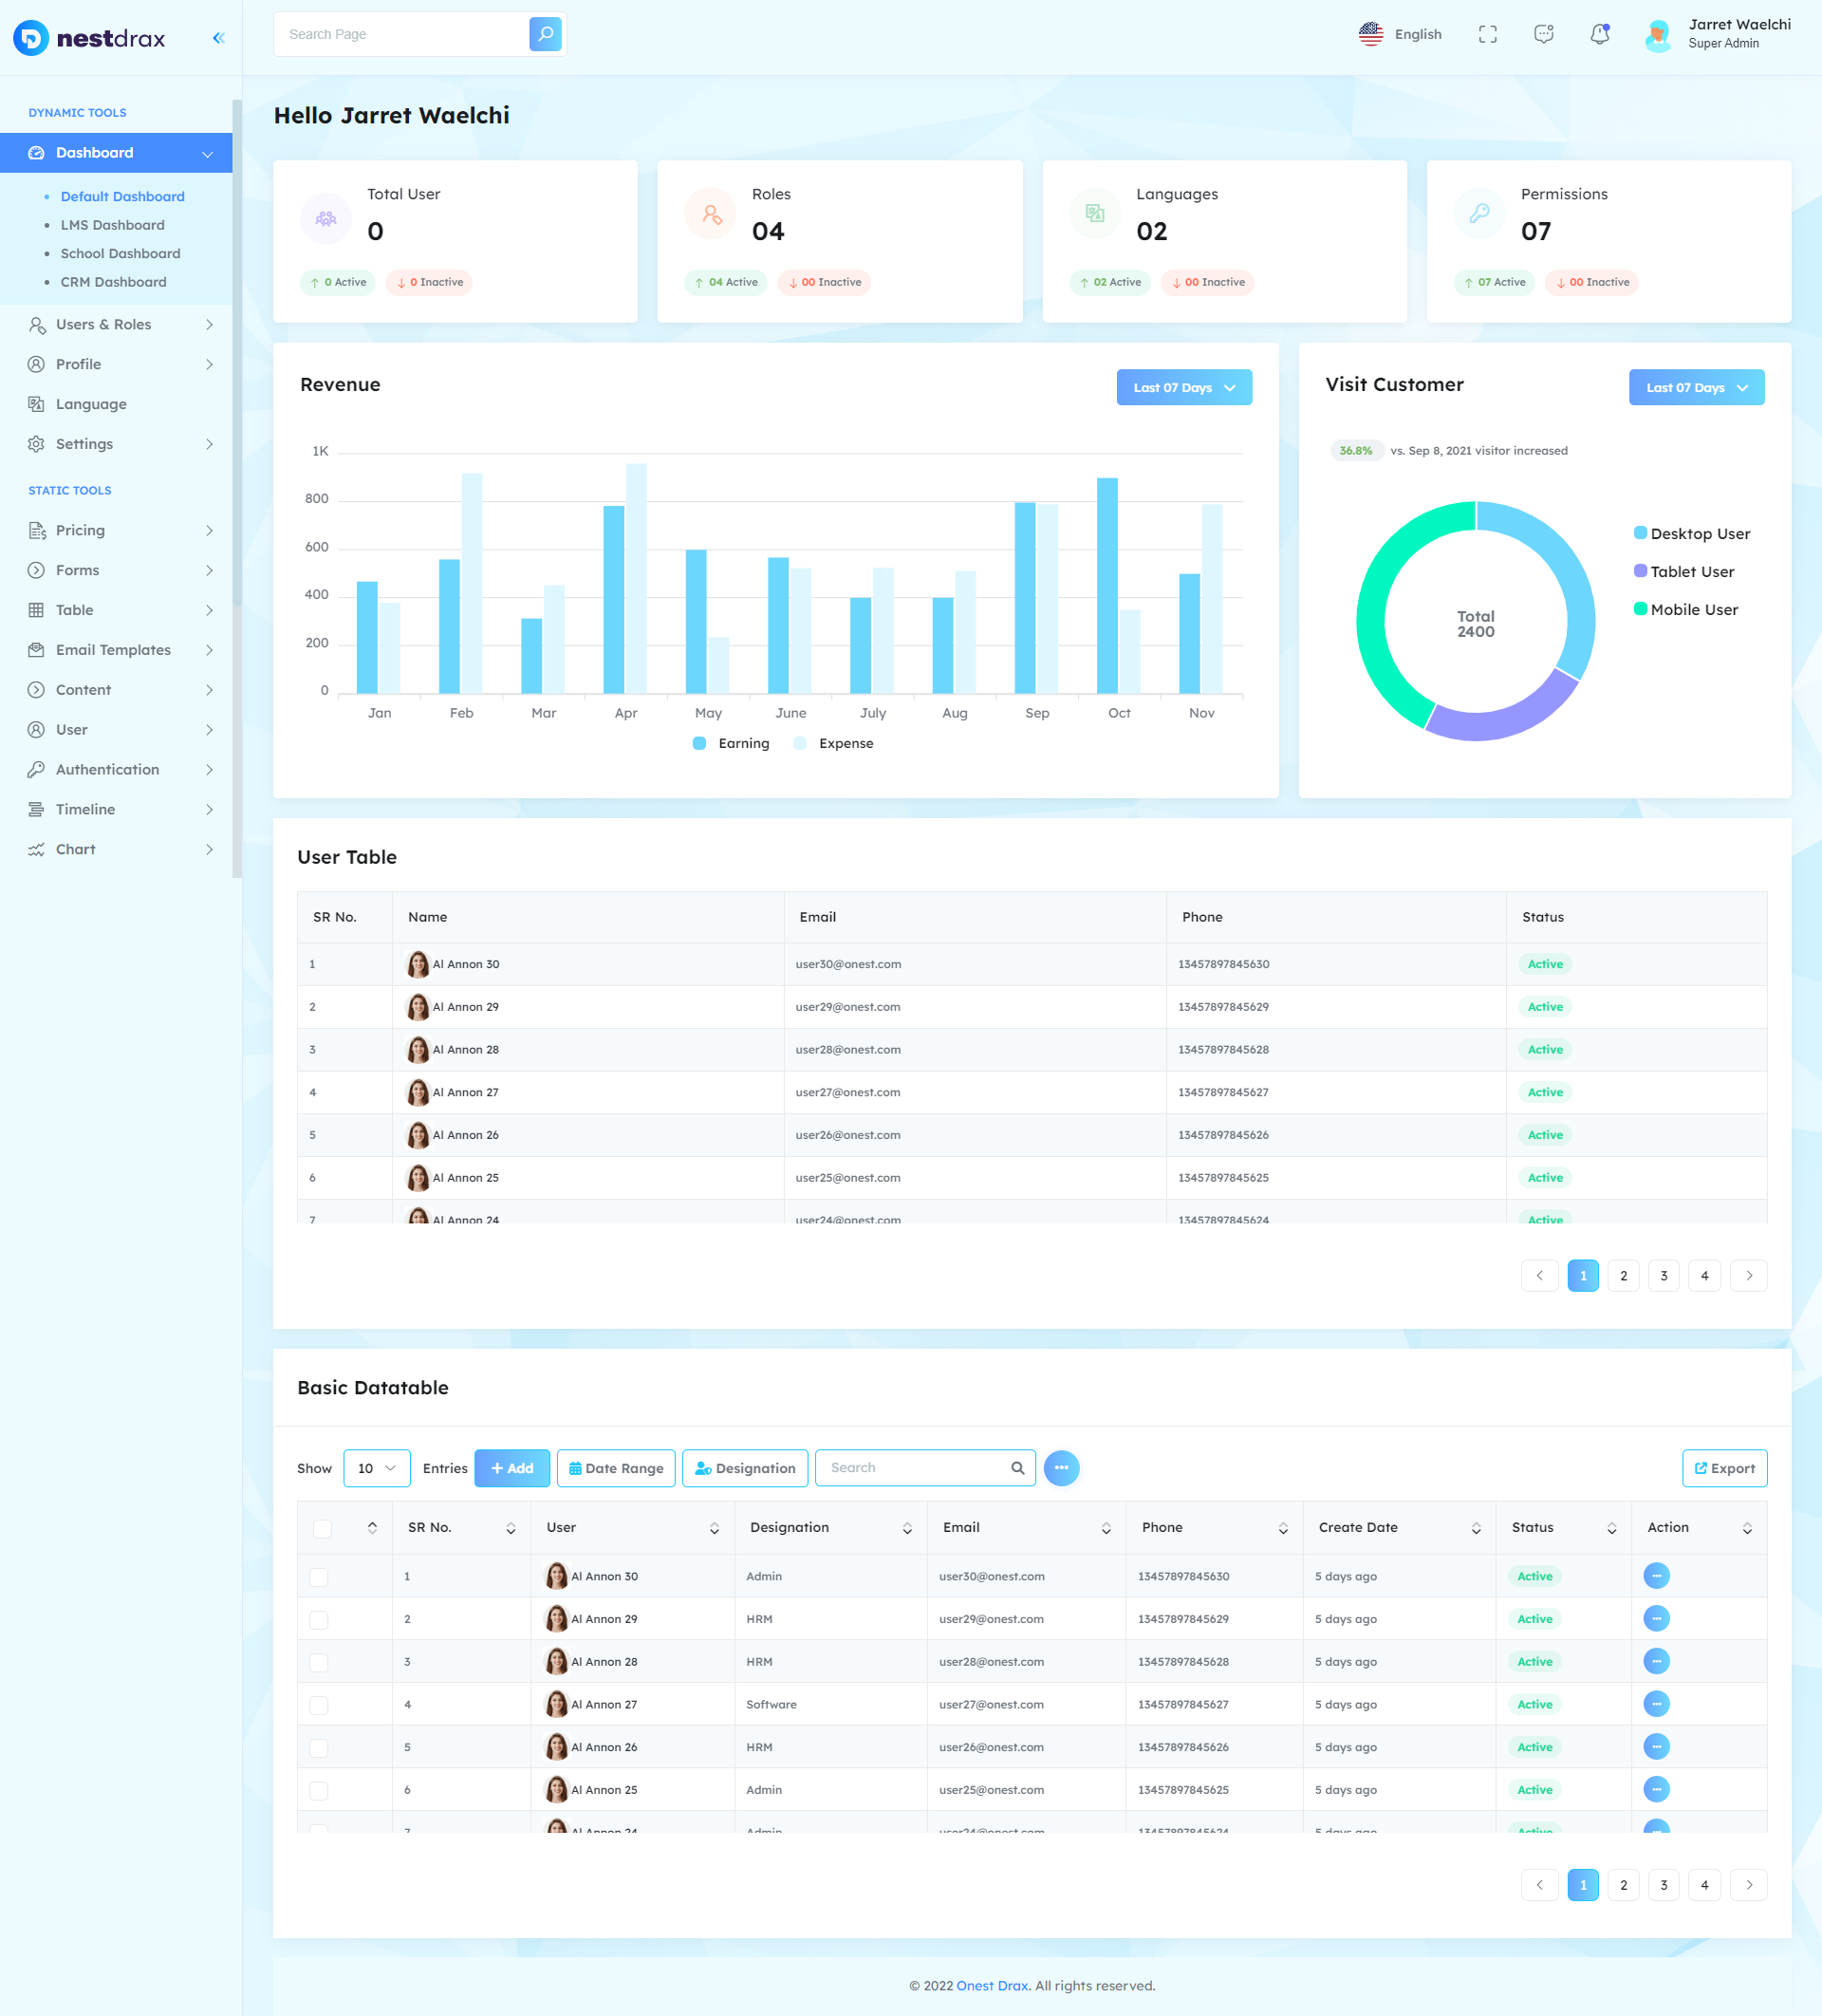 nestdrax
Search Page
English
Jarret Waelchi
Super Admin
DYNAMIC TOOLS
Dashboard
Default Dashboard
LMS Dashboard
School Dashboard
CRM Dashboard
Users & Roles
Profile
Language
Settings
STATIC TOOLS
Pricing
Forms
Table
Email Templates
Content
User
Authentication
Timeline
Chart
Hello Jarret Waelchi
Total User
0
0 Active 0 Inactive
Roles
04
04 Active 00 Inactive
Languages
02
02 Active 00 Inactive
Permissions
07
07 Active 00 Inactive
Revenue
Last 07 Days
1K
800
600
400
200
0
Jan Feb Mar Apr May June July Aug Sep Oct Nov
Earning Expense
Visit Customer
Last 07 Days
36.8% vs. Sep 8, 2021 visitor increased
Total
2400
Desktop User
Tablet User
Mobile User
User Table
SR No. Name Email Phone Status
1 Al Annon 30 user30@onest.com 13457897845630 Active
2 Al Annon 29 user29@onest.com 13457897845629 Active
3 Al Annon 28 user28@onest.com 13457897845628 Active
4 Al Annon 27 user27@onest.com 13457897845627 Active
5 Al Annon 26 user26@onest.com 13457897845626 Active
6 Al Annon 25 user25@onest.com 13457897845625 Active
7 Al Annon 24 user24@onest.com 13457897845624 Active
1 2 3 4
Basic Datatable
Show 10 Entries Add Date Range Designation Search Export
SR No. User Designation Email Phone Create Date Status Action
1 Al Annon 30 Admin user30@onest.com 13457897845630 5 days ago Active
2 Al Annon 29 HRM user29@onest.com 13457897845629 5 days ago Active
3 Al Annon 28 HRM user28@onest.com 13457897845628 5 days ago Active
4 Al Annon 27 Software user27@onest.com 13457897845627 5 days ago Active
5 Al Annon 26 HRM user26@onest.com 13457897845626 5 days ago Active
6 Al Annon 25 Admin user25@onest.com 13457897845625 5 days ago Active
7 Al Annon 24 Admin user24@onest.com 13457897845624 5 days ago Active
1 2 3 4
© 2022 Onest Drax. All rights reserved.